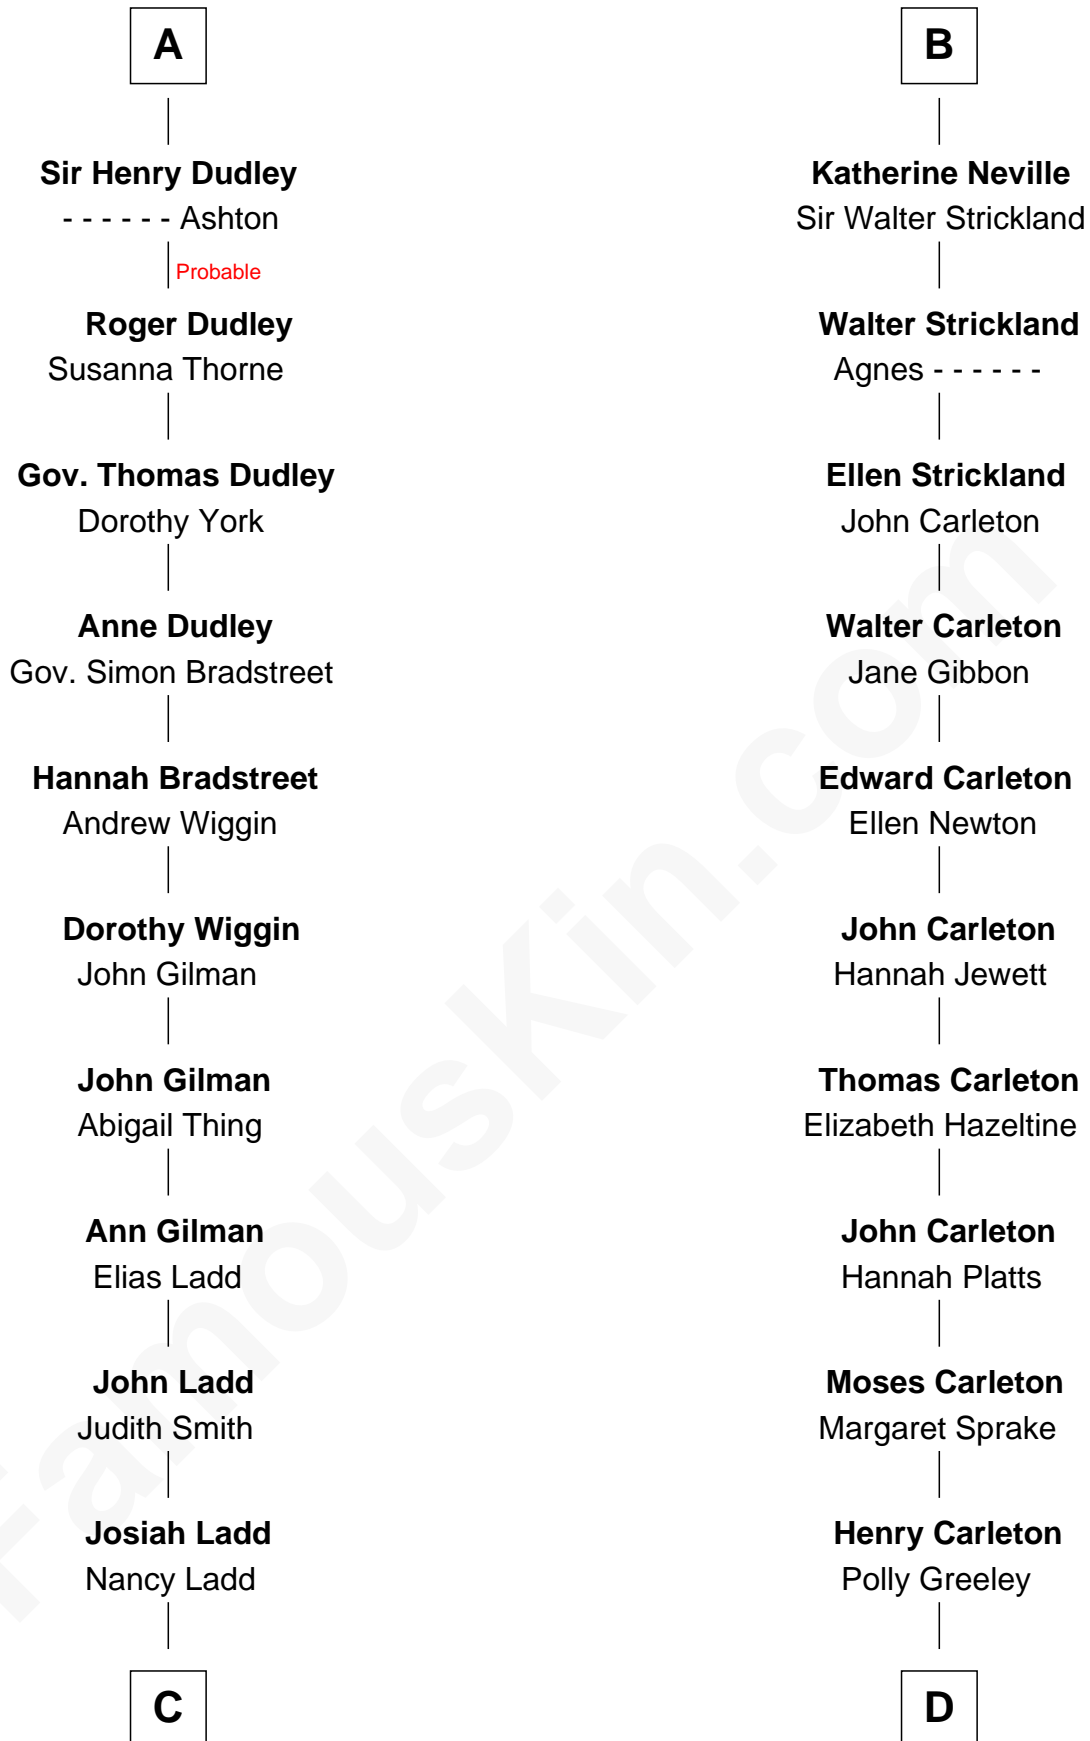 A
Sir Henry Dudley
- - - - - - Ashton
Probable
Roger Dudley
Susanna Thorne
Gov. Thomas Dudley
Dorothy York
Anne Dudley
Gov. Simon Bradstreet
Hannah Bradstreet
Andrew Wiggin
Dorothy Wiggin
John Gilman
John Gilman
Abigail Thing
Ann Gilman
Elias Ladd
John Ladd
Judith Smith
Josiah Ladd
Nancy Ladd
C
B
Katherine Neville
Sir Walter Strickland
Walter Strickland
Agnes - - - - - -
Ellen Strickland
John Carleton
Walter Carleton
Jane Gibbon
Edward Carleton
Ellen Newton
John Carleton
Hannah Jewett
Thomas Carleton
Elizabeth Hazeltine
John Carleton
Hannah Platts
Moses Carleton
Margaret Sprake
Henry Carleton
Polly Greeley
D
FamousKin.com